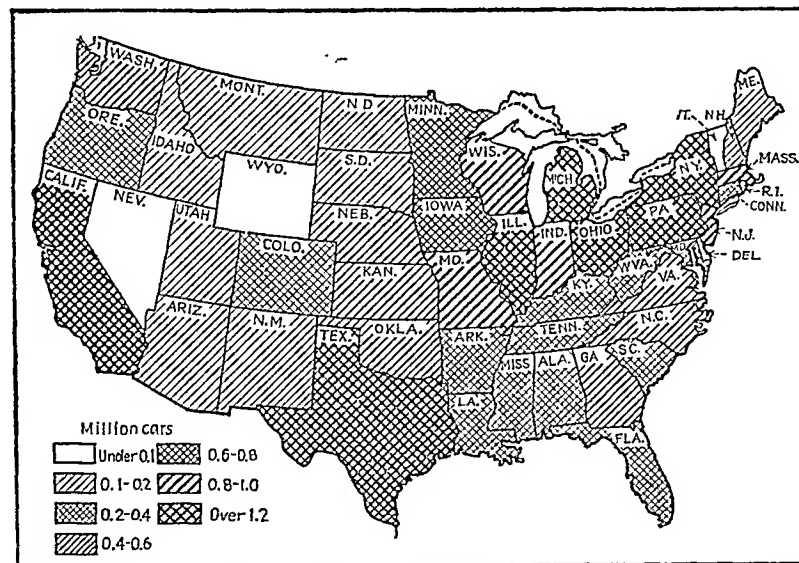 WASH.
MONT.
N.D.
MINN.
ME.
ORE.
IDAHO
S.D.
WIS.
MICH.
VT.
N.H.
N.Y.
MASS.
R.I.
CONN.
CALIF.
NEV.
WYO.
NEB.
IOWA
ILL.
IND.
OHIO
PA.
N.J.
DEL.
UTAH
COLO.
KAN.
MO.
KY.
W.VA.
MD.
VA.
ARIZ.
N.M.
OKLA.
TEX.
ARK.
TENN.
N.C.
S.C.
LA.
MISS.
ALA.
GA
FLA.
Million cars
Under 0.1
0.1-0.2
0.2-0.4
0.4-0.6
0.6-0.8
0.8-1.0
Over 1.2